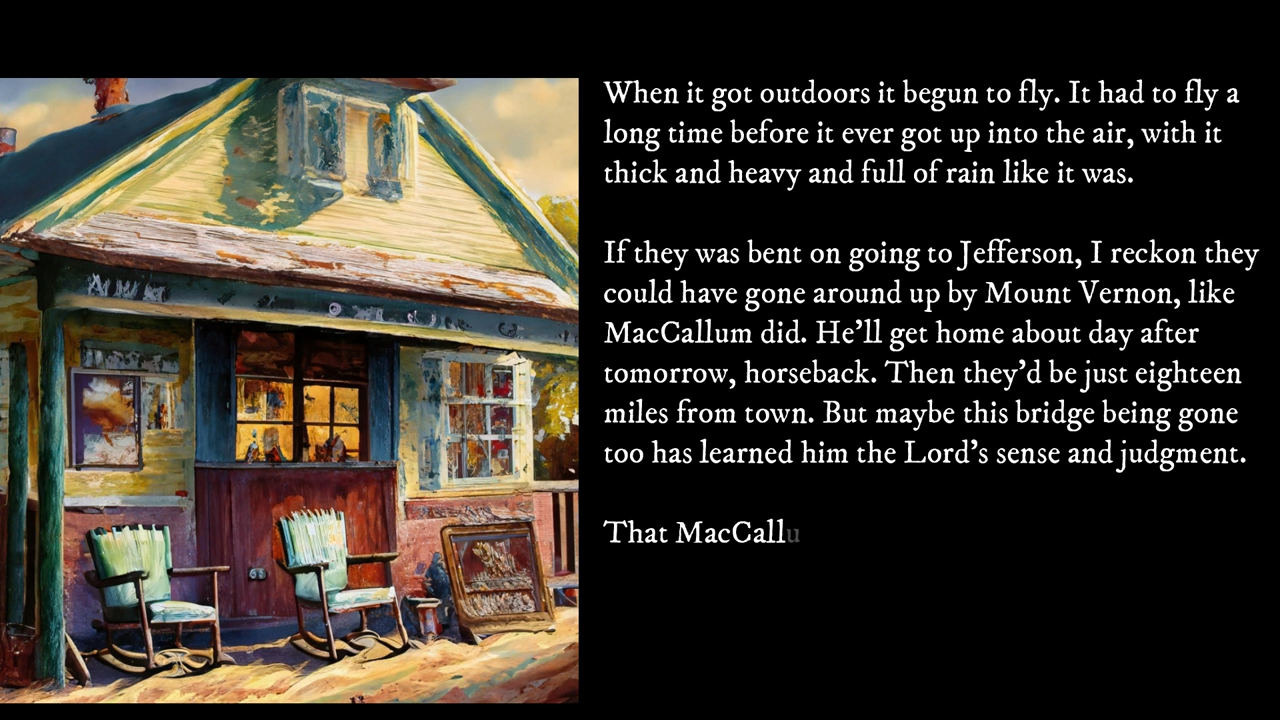 When it got outdoors it begun to fly. It had to fly a
long time before it ever got up into the air, with it
thick and heavy and full of rain like it was.
If they was bent on going to Jefferson, I reckon they
could have gone around up by Mount Vernon, like
MacCallum did. He'll get home about day after
tomorrow, horseback. Then they'd be just eighteen
miles from town. But maybe this bridge being gone
too has learned him the Lord's sense and judgment.
That MacCallu